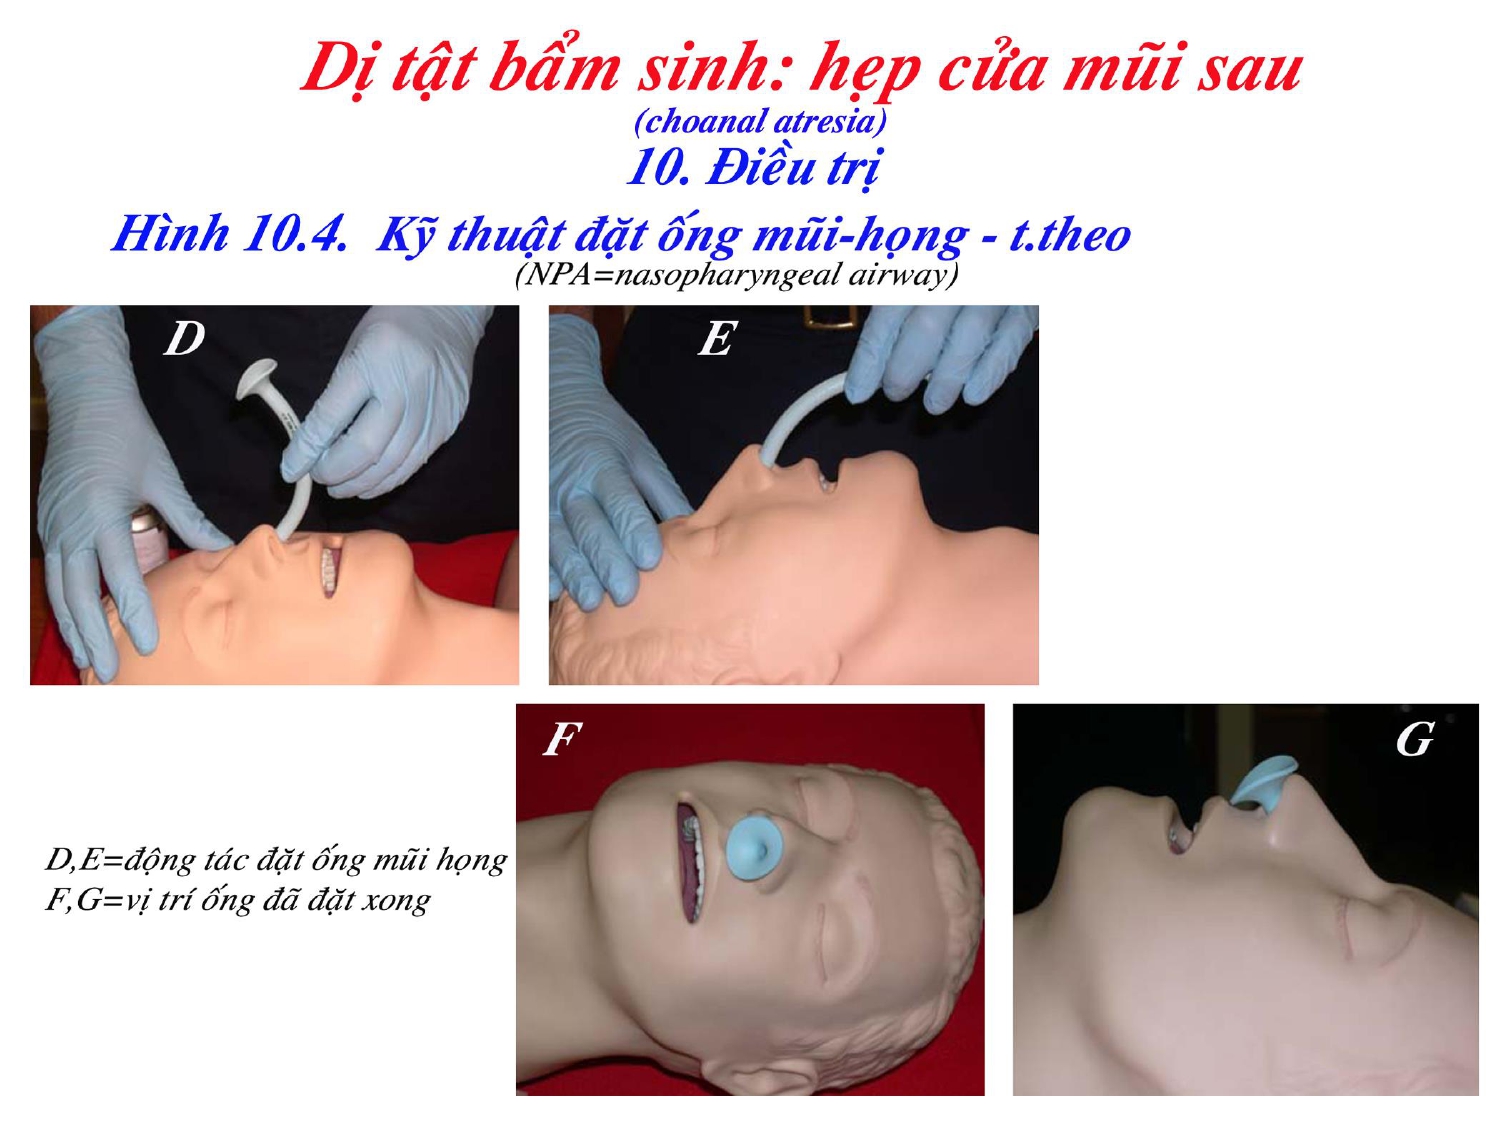 Dị tật bẩm sinh: hẹp cửa mũi sau
(choanal atresia)
10. Điều trị
Hình 10.4. Kỹ thuật đặt ống mũi-họng - t.theo
(NPA=nasopharyngeal airway)
D
E
F
G
D,E=động tác đặt ống mũi họng
F,G=vị trí ống đã đặt xong